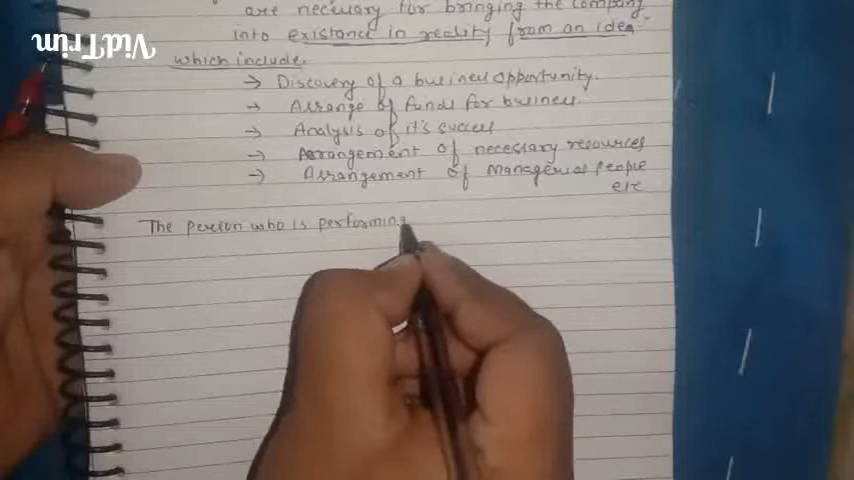 are necessary for bringing the company
into existance in reality from an idea
which include.
→ Discovery of a business opportunity.
→ Arrange of funds for business.
→ Analysis of it's success
→ Arrangement of necessary resources
→ Arrangement of Managerial People
etc
The person who is performing
VidTrim